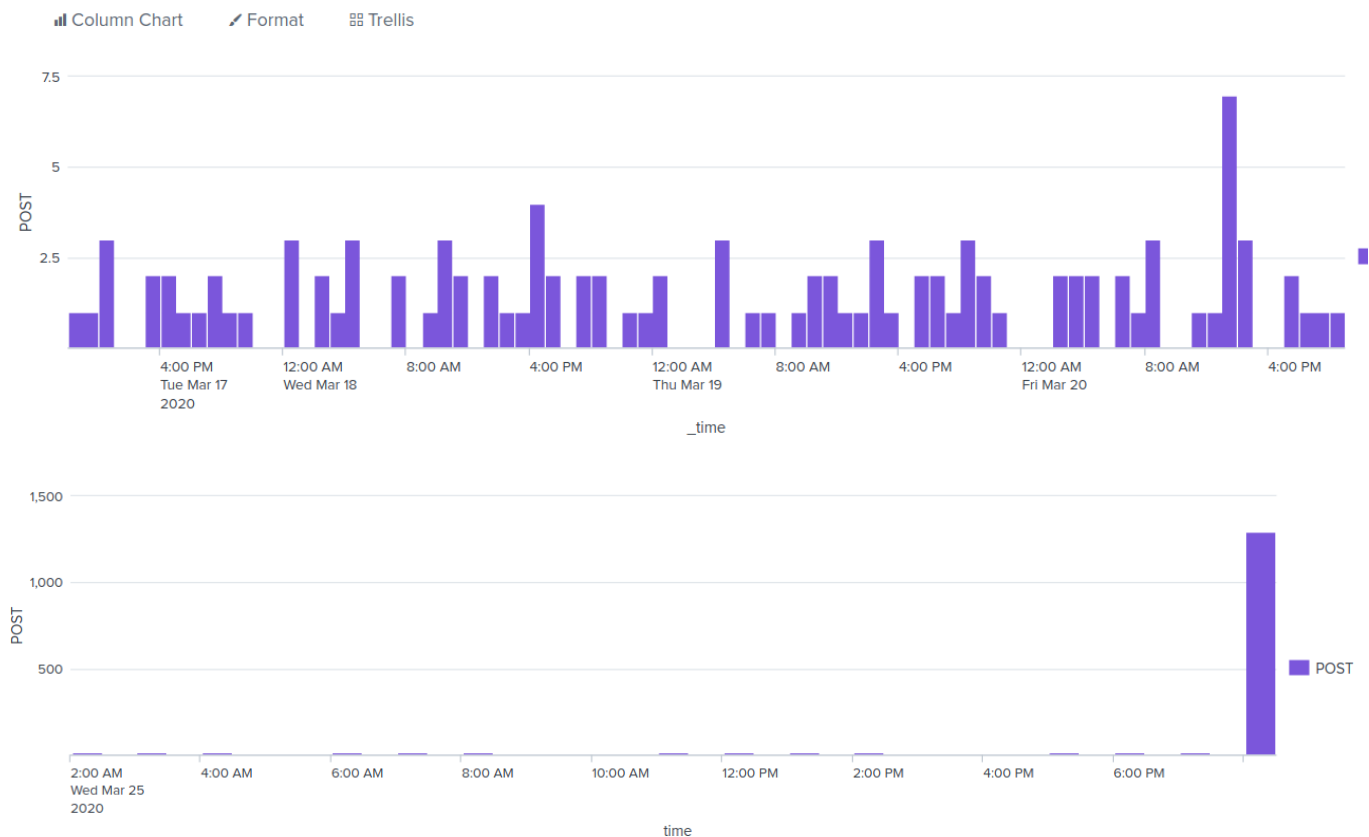 Column Chart Format Trellis
7.5
5
2.5
POST
4:00 PM 12:00 AM 8:00 AM 4:00 PM 12:00 AM 8:00 AM 4:00 PM 12:00 AM 8:00 AM 4:00 PM
Tue Mar 17 Wed Mar 18 Thu Mar 19 Fri Mar 20
2020
_time
1,500
1,000
500
POST
POST
2:00 AM 4:00 AM 6:00 AM 8:00 AM 10:00 AM 12:00 PM 2:00 PM 4:00 PM 6:00 PM
Wed Mar 25
2020
time